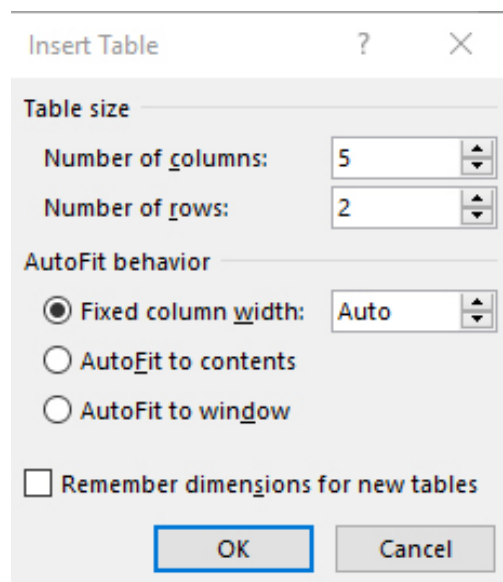 Insert Table ?
Table size
Number of columns: 5
Number of rows: 2
AutoFit behavior
Fixed column width: Auto
AutoFit to contents
AutoFit to window
Remember dimensions for new tables
OK Cancel